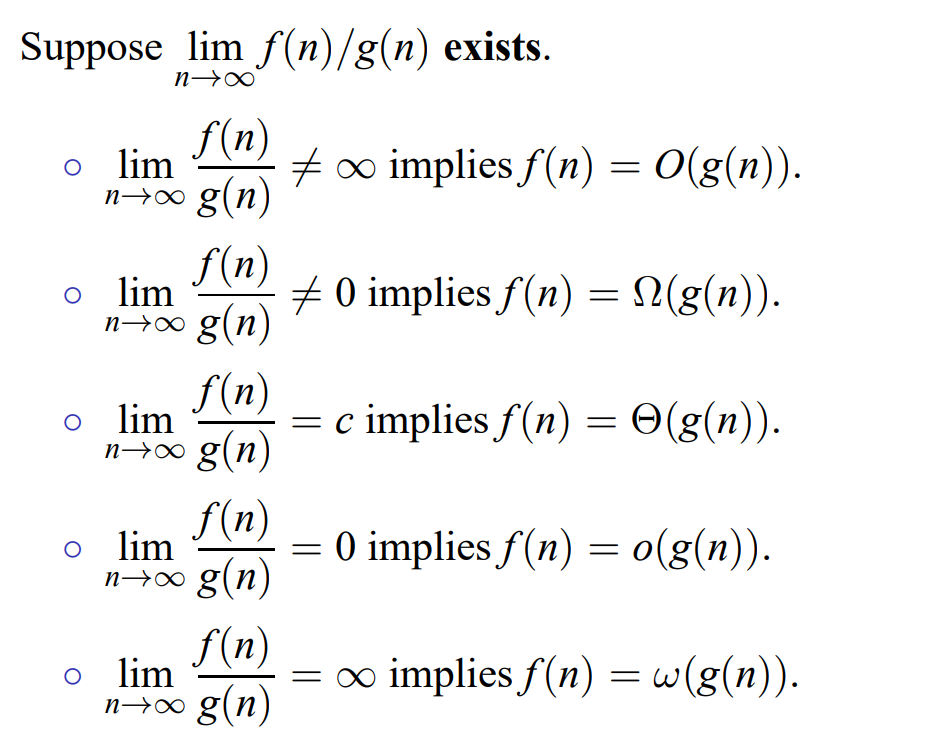 Suppose lim_{n→∞} f(n)/g(n) exists.
○ lim_{n→∞} f(n)/g(n) ≠ ∞ implies f(n) = O(g(n)).
○ lim_{n→∞} f(n)/g(n) ≠ 0 implies f(n) = Ω(g(n)).
○ lim_{n→∞} f(n)/g(n) = c implies f(n) = Θ(g(n)).
○ lim_{n→∞} f(n)/g(n) = 0 implies f(n) = o(g(n)).
○ lim_{n→∞} f(n)/g(n) = ∞ implies f(n) = ω(g(n)).